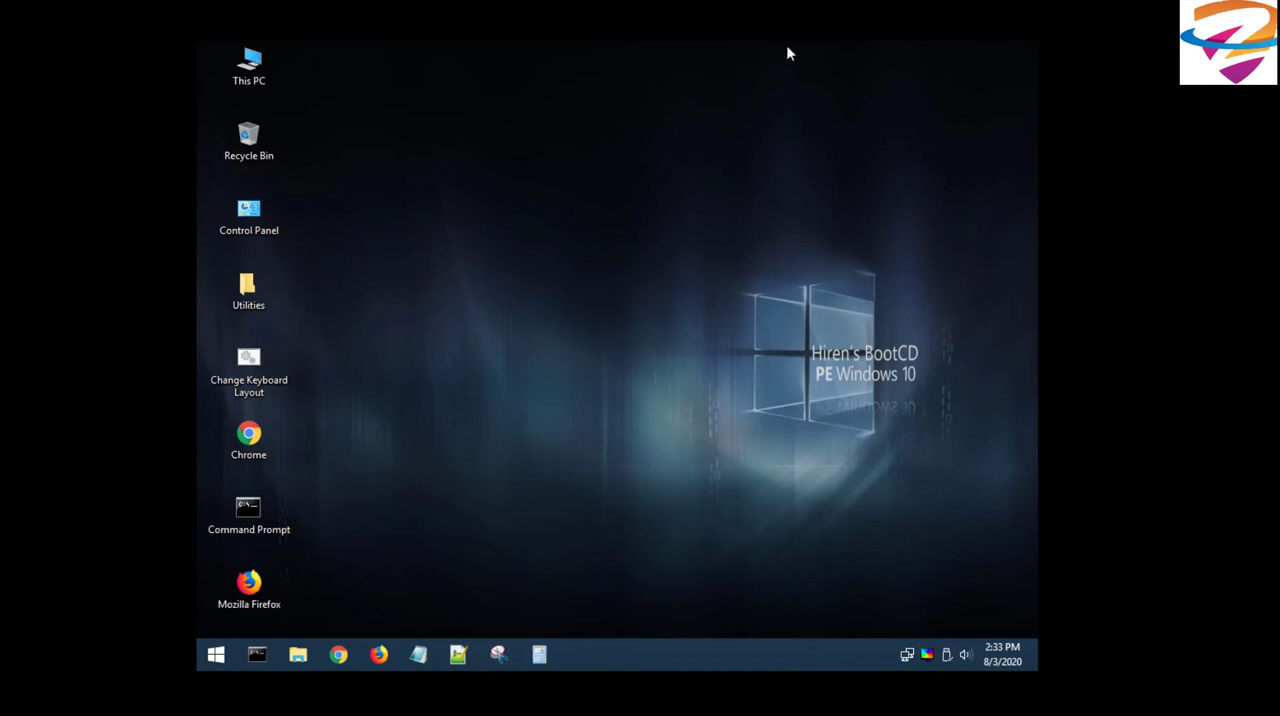 This PC
Recycle Bin
Control Panel
Utilities
Change Keyboard
Layout
Chrome
Command Prompt
Mozilla Firefox
Hiren's BootCD
PE Windows 10
2:33 PM
8/3/2020